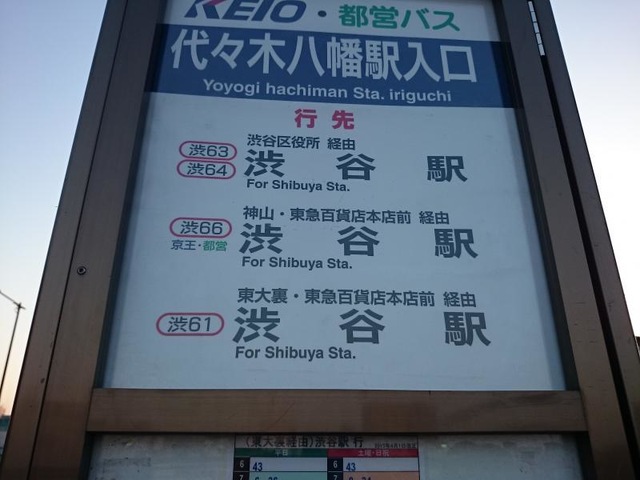 KEIO・都営バス
代々木八幡駅入口
Yoyogi hachiman Sta. iriguchi
行先
渋63 渋谷区役所 経由
渋64 渋谷駅
For Shibuya Sta.
渋66 神山・東急百貨店本店前 経由
京王・都営 渋谷駅
For Shibuya Sta.
東大裏・東急百貨店本店前 経由
渋61 渋谷駅
For Shibuya Sta.
(東大裏経由)渋谷駅 行
平日 土曜・日祝
6 43 6 43